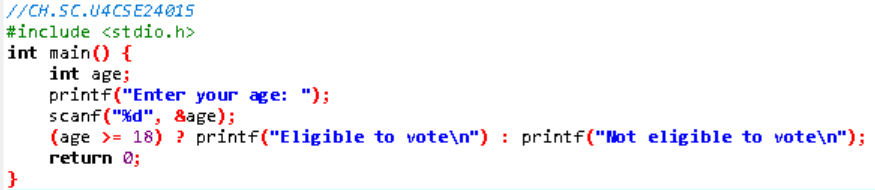 //CH.SC.U4CSE24015
#include <stdio.h>
int main() {
    int age;
    printf("Enter your age: ");
    scanf("%d", &age);
    (age >= 18) ? printf("Eligible to vote\n") : printf("Not eligible to vote\n");
    return 0;
}